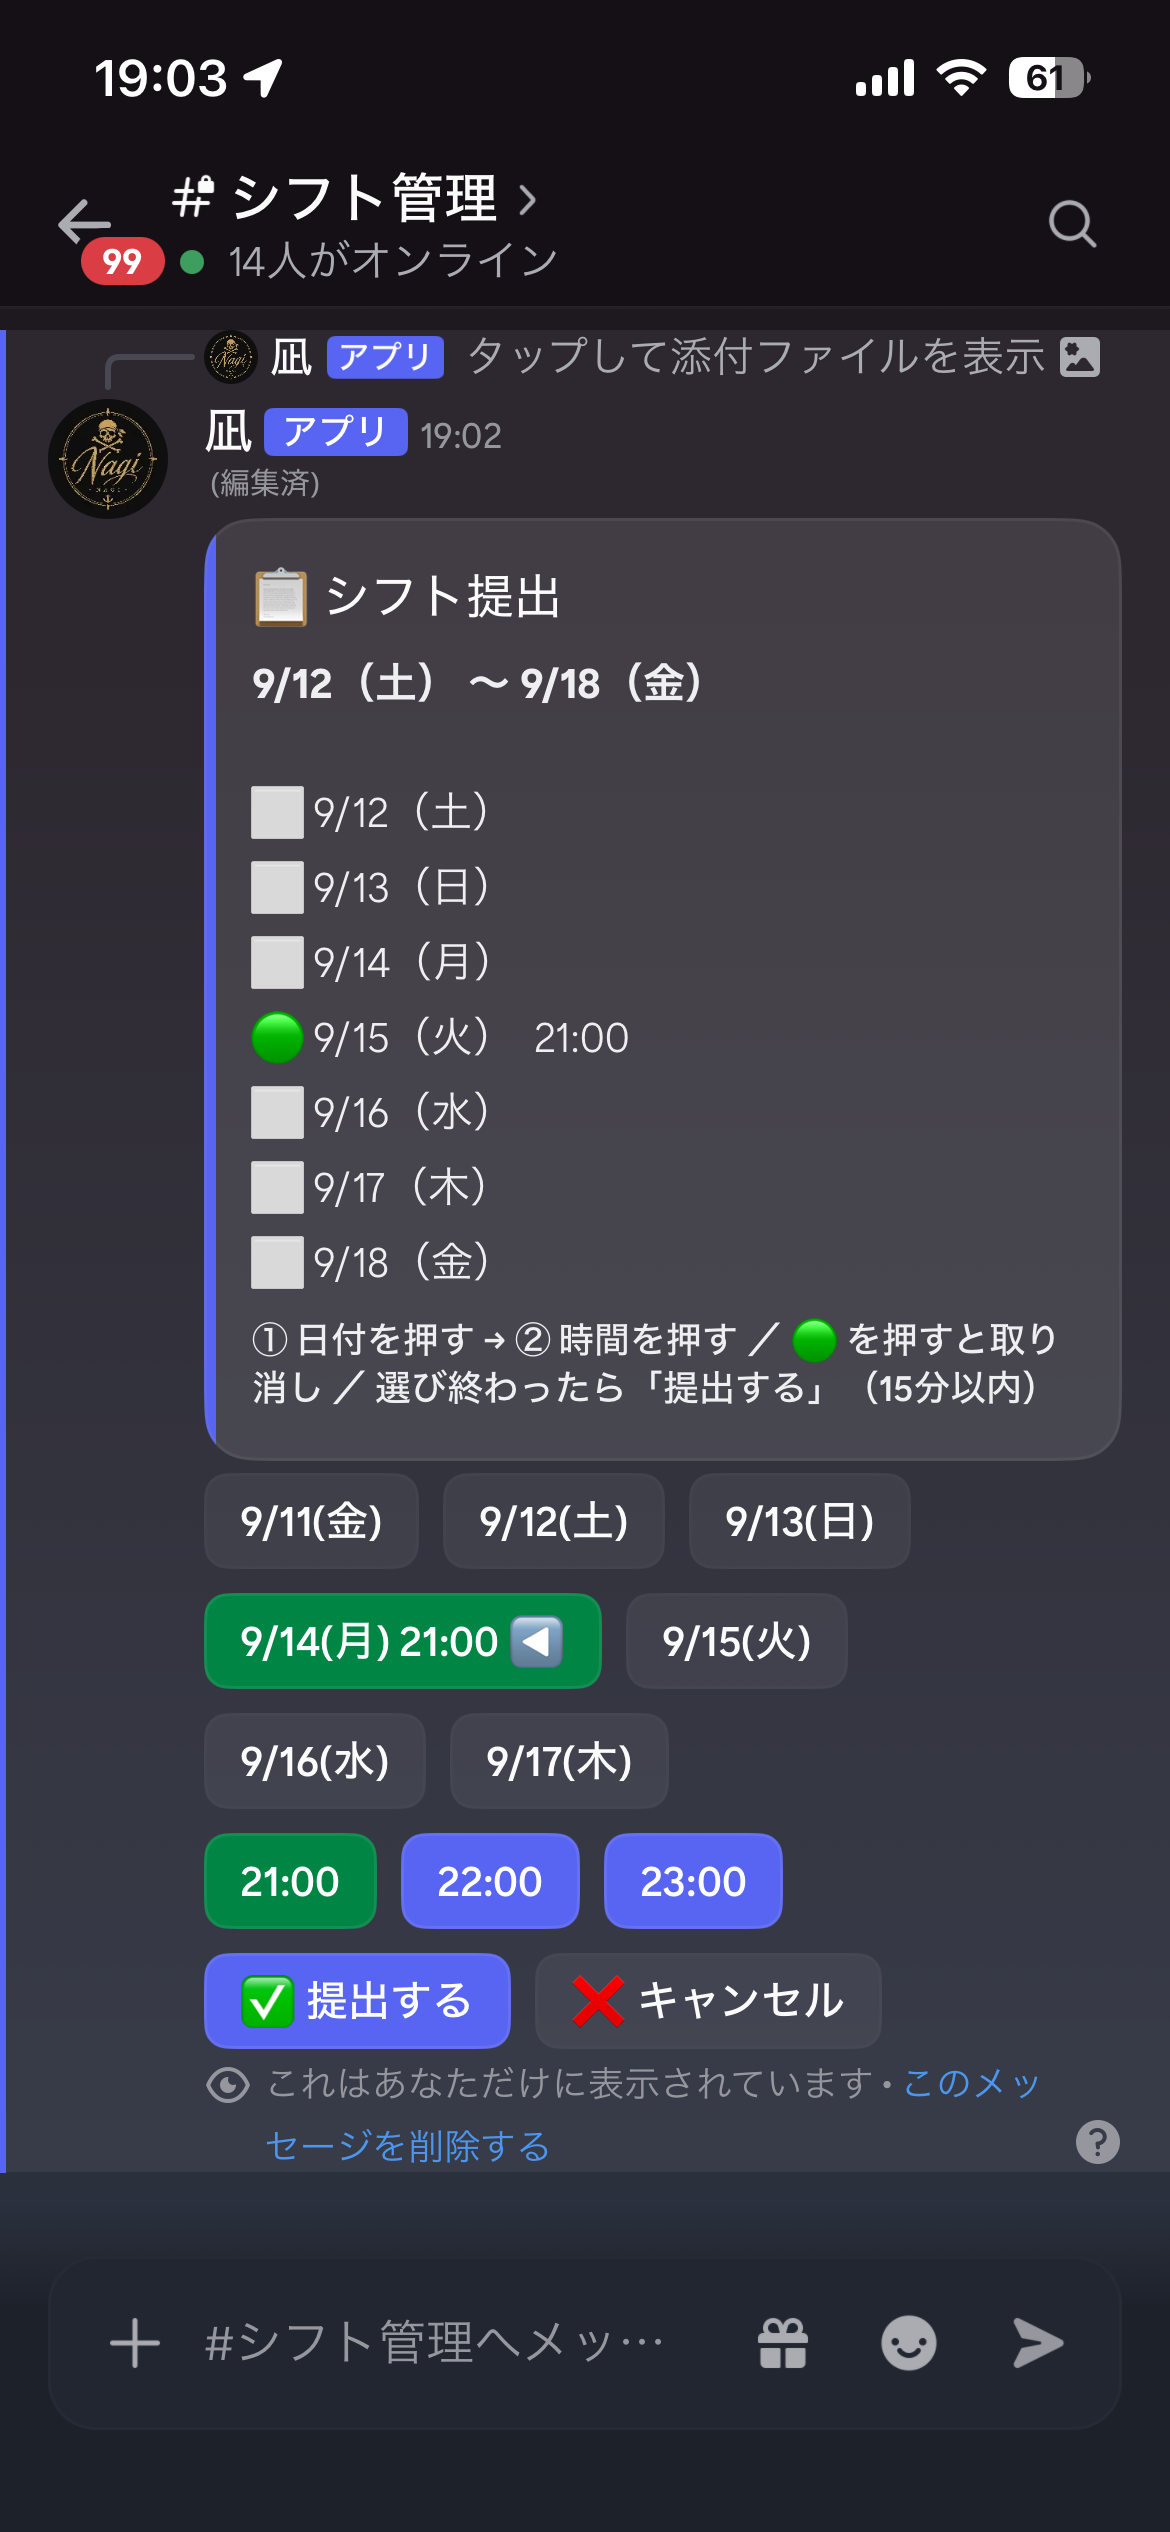 19:03
61
シフト管理
99
14人がオンライン
凪 アプリ タップして添付ファイルを表示
Nagi
凪 アプリ 19:02
(編集済)
📋 シフト提出
9/12（土） ～ 9/18（金）
⬜ 9/12（土）
⬜ 9/13（日）
⬜ 9/14（月）
🟢 9/15（火） 21:00
⬜ 9/16（水）
⬜ 9/17（木）
⬜ 9/18（金）
① 日付を押す → ② 時間を押す ／ 🟢 を押すと取り
消し ／ 選び終わったら「提出する」（15分以内）
9/11(金) 9/12(土) 9/13(日)
9/14(月) 21:00 ◀ 9/15(火)
9/16(水) 9/17(木)
21:00 22:00 23:00
✅ 提出する ❌ キャンセル
これはあなただけに表示されています • このメッ
セージを削除する
#シフト管理へメッ…